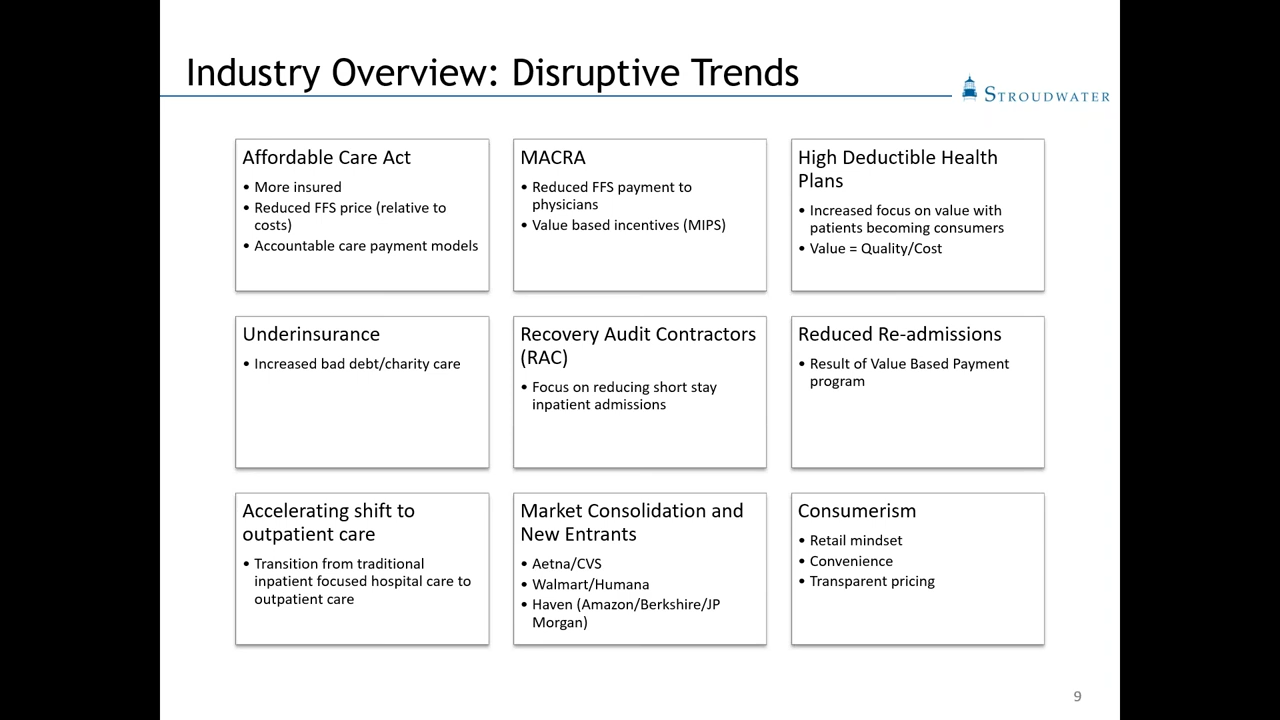 Industry Overview: Disruptive Trends
STROUDWATER
Affordable Care Act
• More insured
• Reduced FFS price (relative to
costs)
• Accountable care payment models
MACRA
• Reduced FFS payment to
physicians
• Value based incentives (MIPS)
High Deductible Health
Plans
• Increased focus on value with
patients becoming consumers
• Value = Quality/Cost
Underinsurance
• Increased bad debt/charity care
Recovery Audit Contractors
(RAC)
• Focus on reducing short stay
inpatient admissions
Reduced Re-admissions
• Result of Value Based Payment
program
Accelerating shift to
outpatient care
• Transition from traditional
inpatient focused hospital care to
outpatient care
Market Consolidation and
New Entrants
• Aetna/CVS
• Walmart/Humana
• Haven (Amazon/Berkshire/JP
Morgan)
Consumerism
• Retail mindset
• Convenience
• Transparent pricing
9